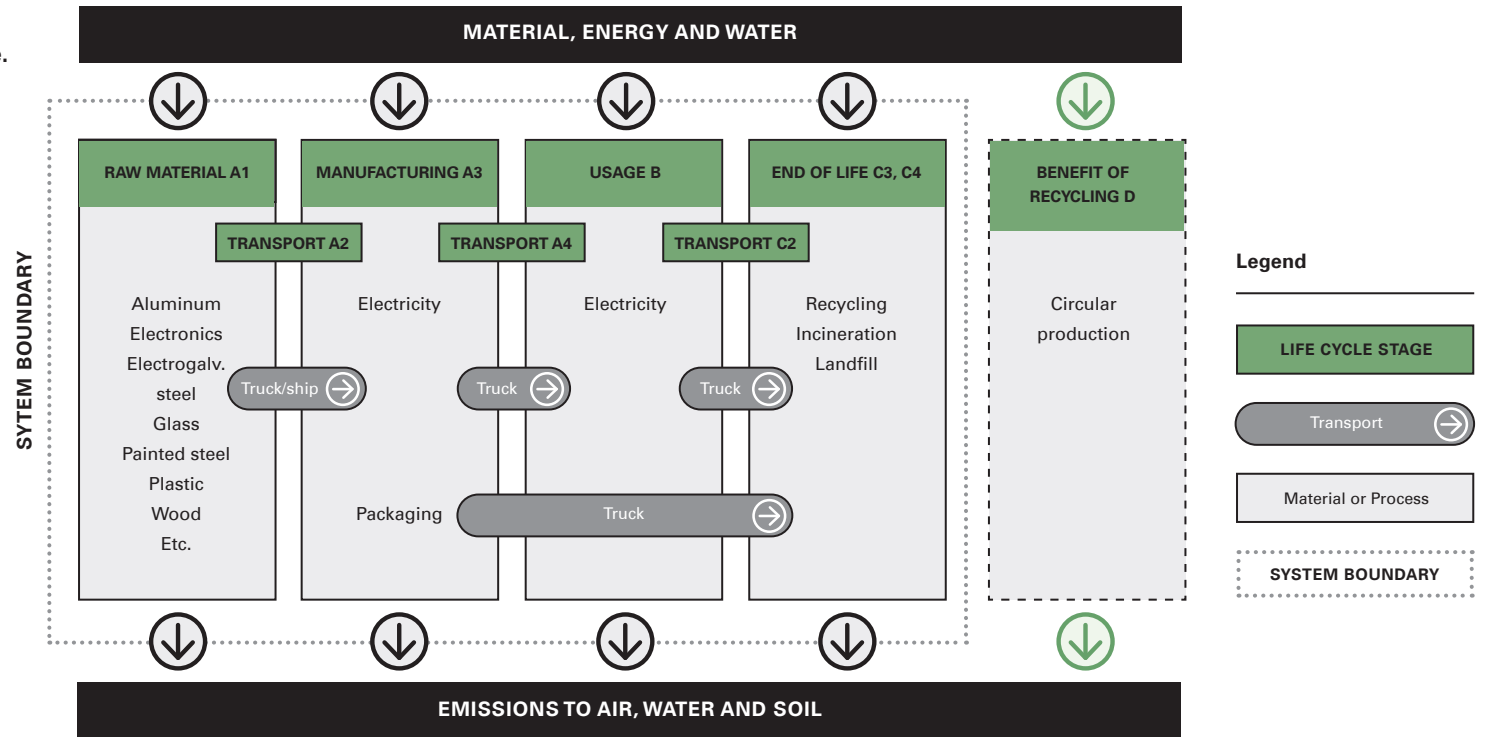 e.
MATERIAL, ENERGY AND WATER
SYTEM BOUNDARY
RAW MATERIAL A1
MANUFACTURING A3
USAGE B
END OF LIFE C3, C4
BENEFIT OF
RECYCLING D
TRANSPORT A2
TRANSPORT A4
TRANSPORT C2
Aluminum
Electronics
Electrogalv.
steel
Glass
Painted steel
Plastic
Wood
Etc.
Truck/ship
Electricity
Packaging
Truck
Electricity
Truck
Truck
Recycling
Incineration
Landfill
Circular
production
Legend
LIFE CYCLE STAGE
Transport
Material or Process
SYSTEM BOUNDARY
EMISSIONS TO AIR, WATER AND SOIL